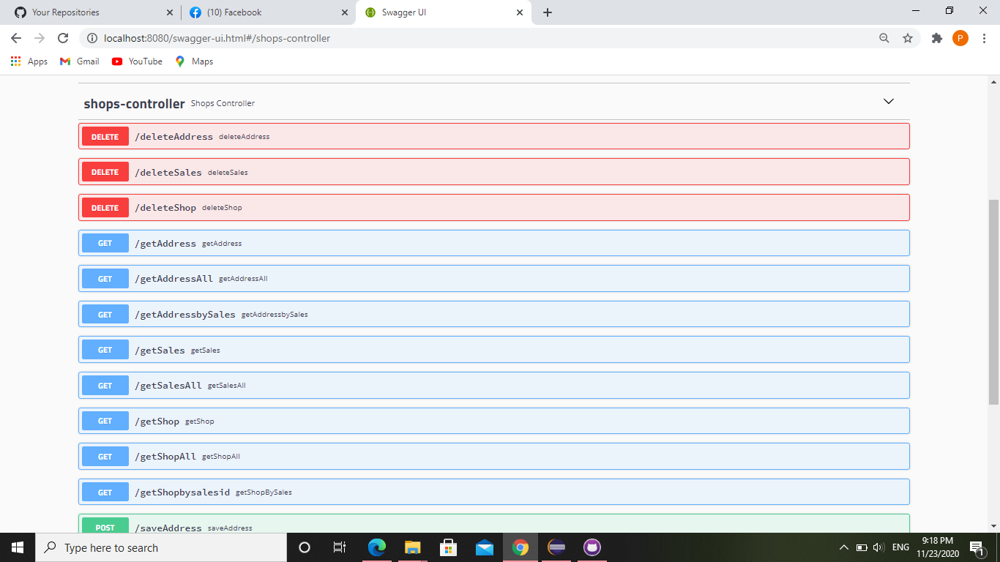 Your Repositories
(10) Facebook
Swagger UI
localhost:8080/swagger-ui.html#/shops-controller
P
Apps Gmail YouTube Maps
shops-controller Shops Controller
DELETE /deleteAddress deleteAddress
DELETE /deleteSales deleteSales
DELETE /deleteShop deleteShop
GET /getAddress getAddress
GET /getAddressAll getAddressAll
GET /getAddressbySales getAddressbySales
GET /getSales getSales
GET /getSalesAll getSalesAll
GET /getShop getShop
GET /getShopAll getShopAll
GET /getShopbysalesid getShopBySales
POST /saveAddress saveAddress
Type here to search
ENG
9:18 PM
11/23/2020
1